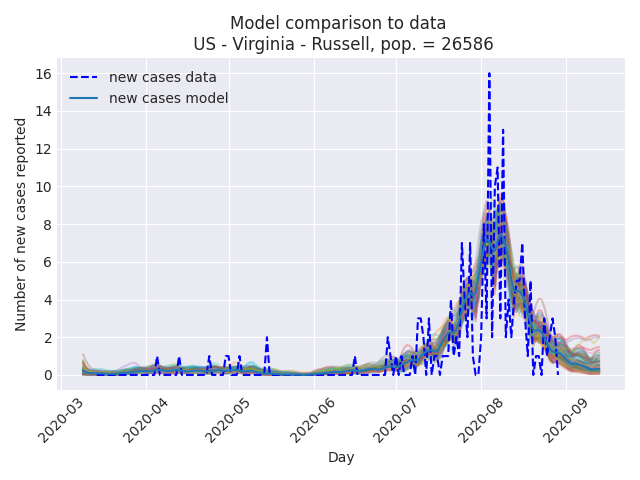 Model comparison to data
US - Virginia - Russell, pop. = 26586
new cases data
new cases model
Number of new cases reported
16
14
12
10
8
6
4
2
0
2020-03
2020-04
2020-05
2020-06
2020-07
2020-08
2020-09
Day